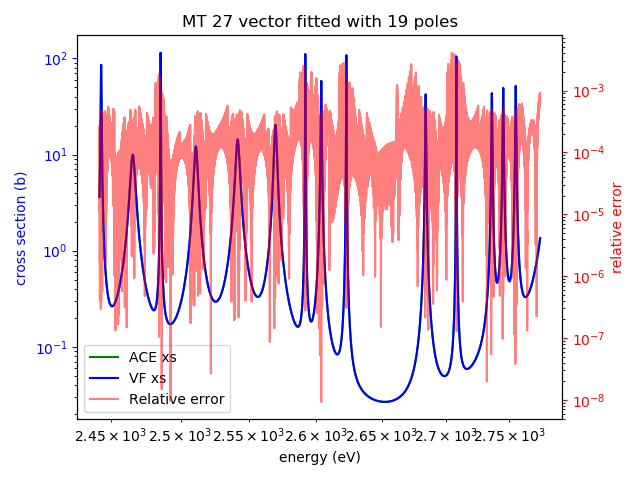 MT 27 vector fitted with 19 poles
10²
10¹
10⁰
10⁻¹
cross section (b)
10⁻³
10⁻⁴
10⁻⁵
10⁻⁶
10⁻⁷
10⁻⁸
relative error
ACE xs
VF xs
Relative error
2.45 × 10³ 2.5 × 10³ 2.55 × 10³ 2.6 × 10³ 2.65 × 10³ 2.7 × 10³ 2.75 × 10³
energy (eV)